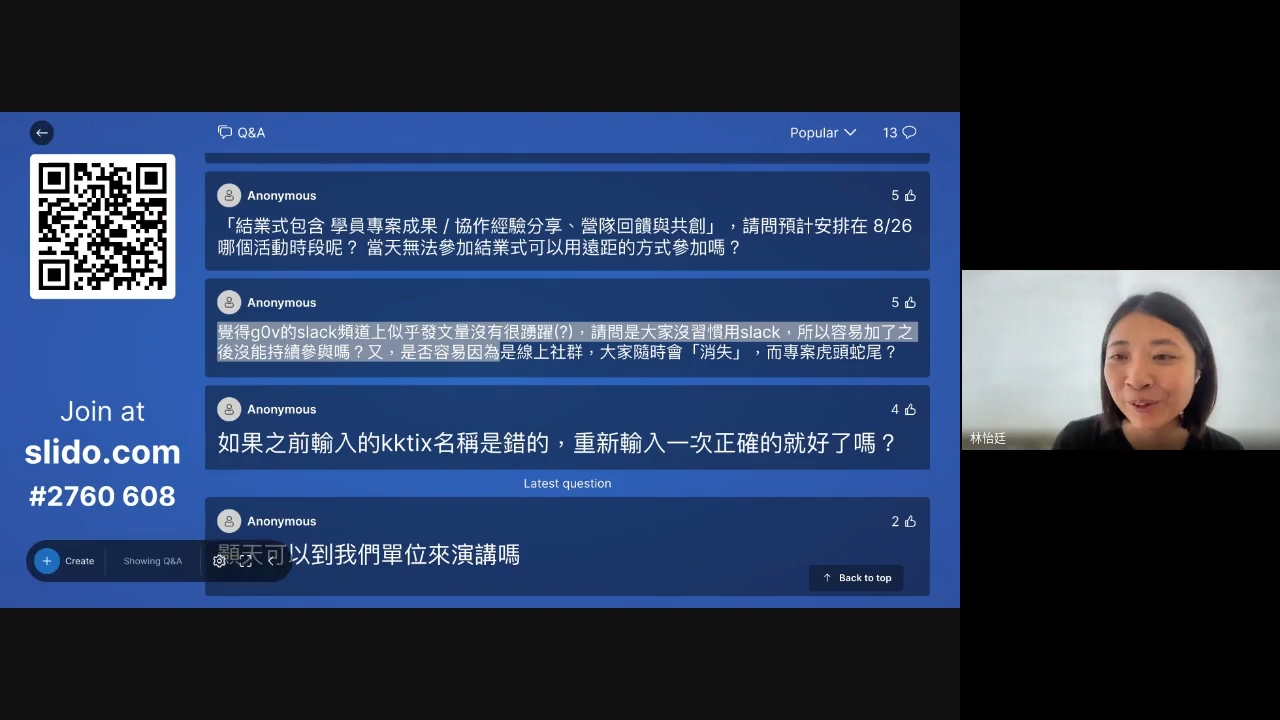 Q&A
Popular
13
Anonymous
5
「結業式包含 學員專案成果 / 協作經驗分享、營隊回饋與共創」，請問預計安排在 8/26
哪個活動時段呢？ 當天無法參加結業式可以用遠距的方式參加嗎？
Anonymous
5
覺得g0v的slack頻道上似乎發文量沒有很踴躍(?)，請問是大家沒習慣用slack，所以容易加了之
後沒能持續參與嗎？又，是否容易因為是線上社群，大家隨時會「消失」，而專案虎頭蛇尾？
Anonymous
4
如果之前輸入的kktix名稱是錯的，重新輸入一次正確的就好了嗎？
Latest question
Anonymous
2
顥天可以到我們單位來演講嗎
Back to top
Join at
slido.com
#2760 608
Create
Showing Q&A
林怡廷